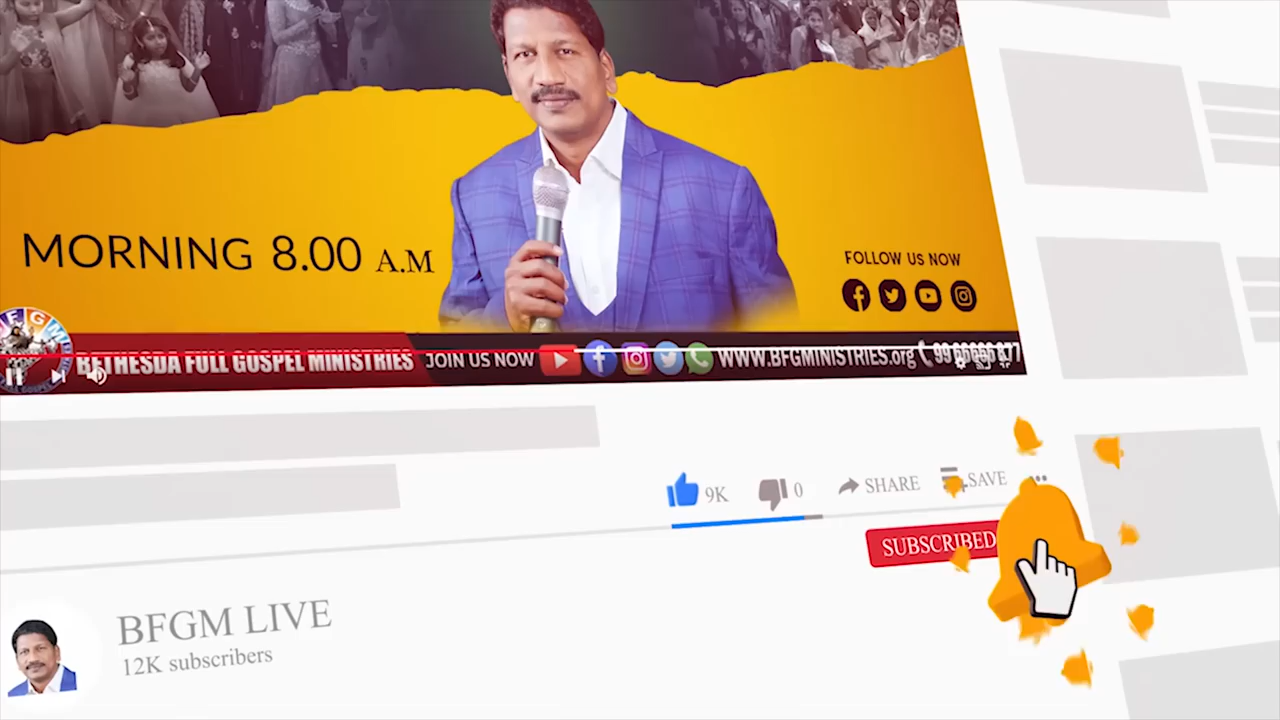 MORNING 8.00 A.M
FOLLOW US NOW
BFGM
BETHESDA FULL GOSPEL MINISTRIES JOIN US NOW WWW.BFGMINISTRIES.org
9K 0 SHARE SAVE
SUBSCRIBED
BFGM LIVE
12K subscribers